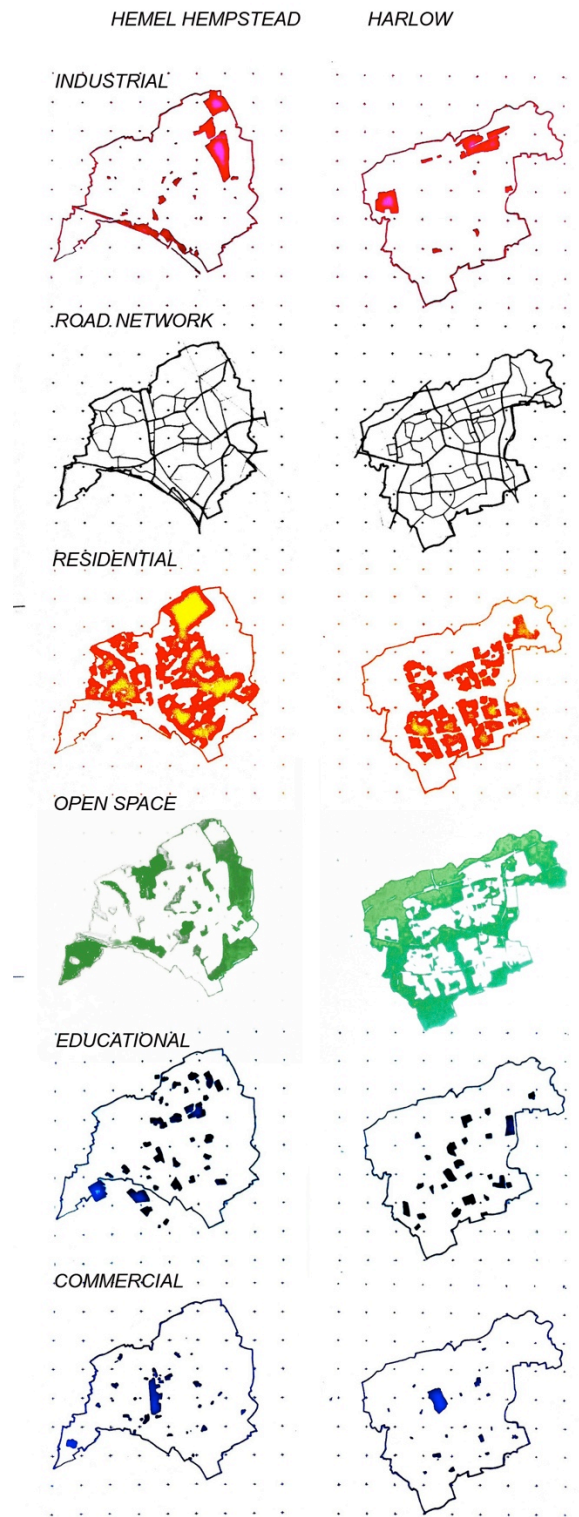 HEMEL HEMPSTEAD HARLOW
INDUSTRIAL
ROAD NETWORK
RESIDENTIAL
OPEN SPACE
EDUCATIONAL
COMMERCIAL